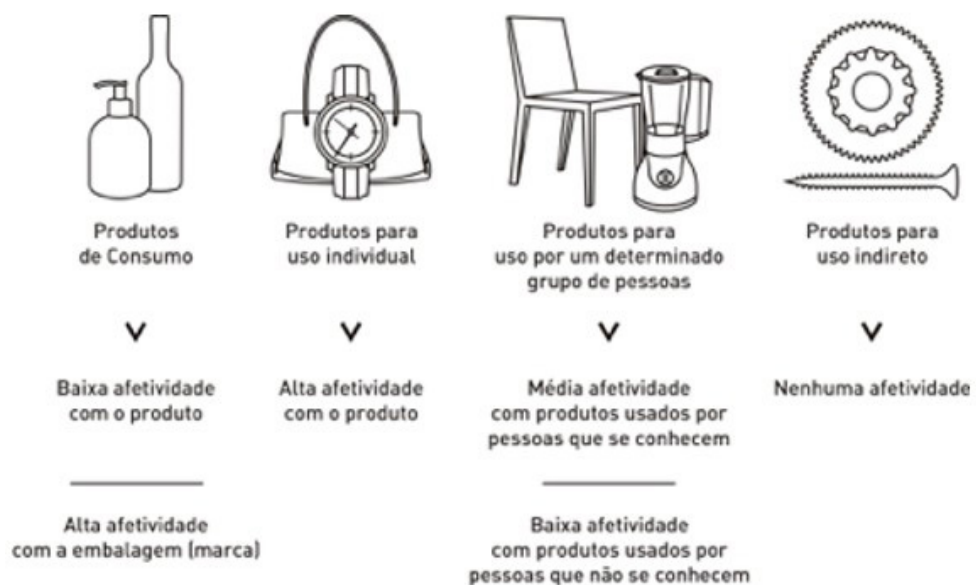 Produtos
de Consumo
Baixa afetividade
com o produto
Alta afetividade
com a embalagem (marca)
Produtos para
uso individual
Alta afetividade
com o produto
Produtos para
uso por um determinado
grupo de pessoas
Média afetividade
com produtos usados por
pessoas que se conhecem
Baixa afetividade
com produtos usados por
pessoas que não se conhecem
Produtos para
uso indireto
Nenhuma afetividade